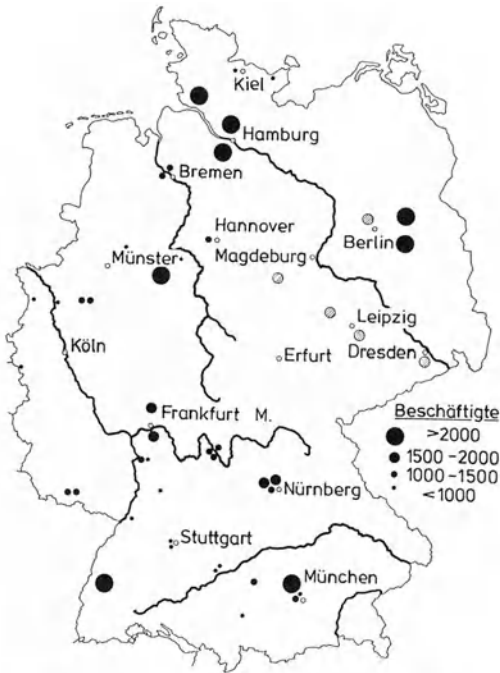 Kiel
Hamburg
Bremen
Hannover
Magdeburg
Berlin
Münster
Leipzig
Köln
Erfurt
Dresden
Frankfurt M.
Beschäftigte
>2000
1500-2000
1000-1500
<1000
Nürnberg
Stuttgart
München